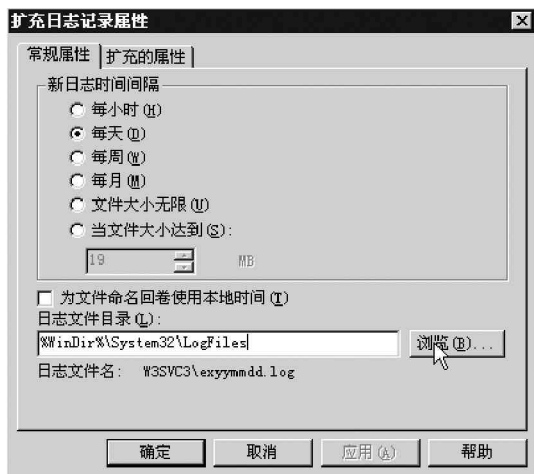 扩充日志记录属性
常规属性 扩充的属性
新日志时间间隔
每小时(H)
每天(D)
每周(W)
每月(M)
文件大小无限(U)
当文件大小达到(S):
19 MB
为文件命名回卷使用本地时间(T)
日志文件目录(L):
%WinDir%\System32\LogFiles 浏览(B)...
日志文件名: W3SVC3\exyymmdd.log
确定 取消 应用(A) 帮助